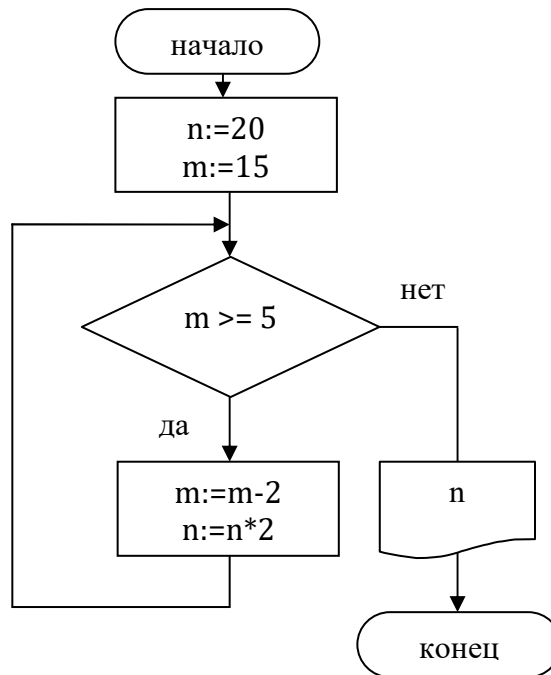 начало
n:=20
m:=15
m >= 5
нет
да
m:=m-2
n:=n*2
n
конец